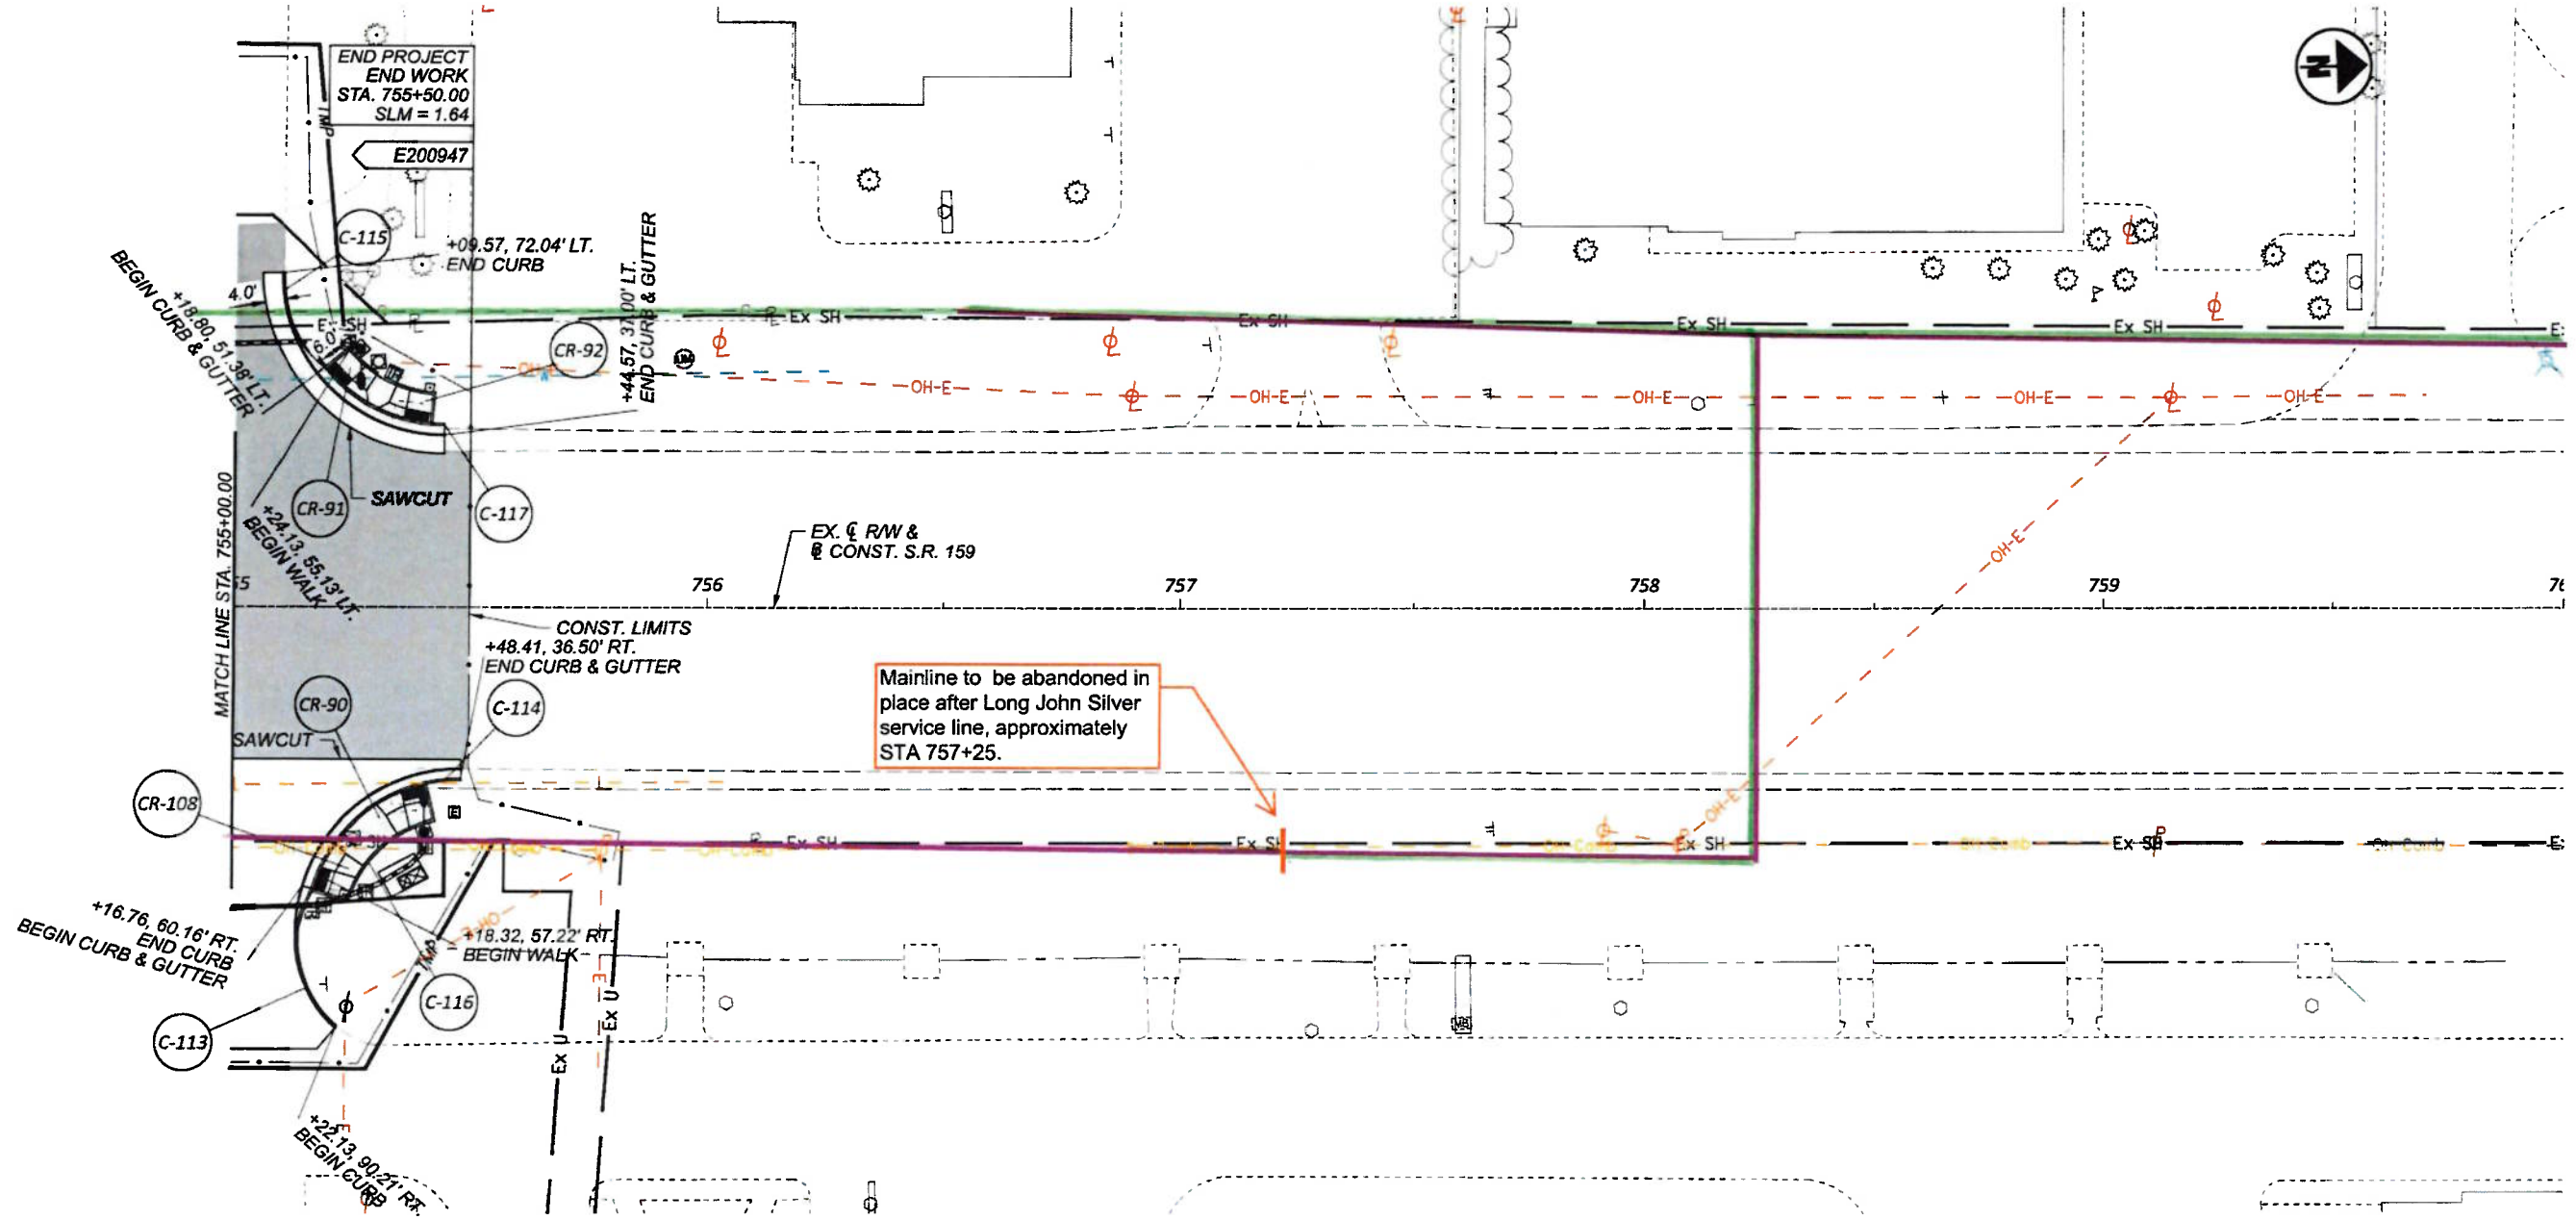 END PROJECT
END WORK
STA. 755+50.00
SLM = 1.64
E200947
N
C-115
+09.57, 72.04' LT.
END CURB
4.0'
+18.80, 51.38' LT.
BEGIN CURB & GUTTER
6.0'
Ex SH
Ex SH
Ex SH
Ex SH
Ex SH
CR-92
+44.57, 37.00' LT.
END CURB & GUTTER
OH-E
OH-E
OH-E
OH-E
OH-E
CR-91
SAWCUT
C-117
+24.13, 55.13' LT.
BEGIN WALK
MATCH LINE STA. 755+00.00
EX. ℄ R/W &
CONST. S.R. 159
OH-E
756
757
758
759
CONST. LIMITS
+48.41, 36.50' RT.
END CURB & GUTTER
CR-90
C-114
SAWCUT
Mainline to be abandoned in
place after Long John Silver
service line, approximately
STA 757+25.
CR-108
OH-E
Ex SH
Ex SH
Ex SH
OH-Comb
OH-Comb
+16.76, 60.16' RT.
END CURB
BEGIN CURB & GUTTER
OH-E
+18.32, 57.22' RT.
BEGIN WALK
TMP
C-116
C-113
Ex U
Ex U
E
+22.13, 90.21' RT.
BEGIN CURB